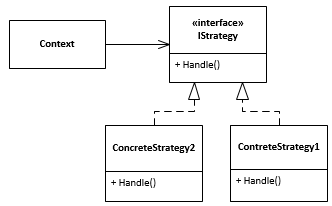 Context
«interface»
IStrategy
+ Handle()
ConcreteStrategy2
+ Handle()
ContreteStrategy1
+ Handle()